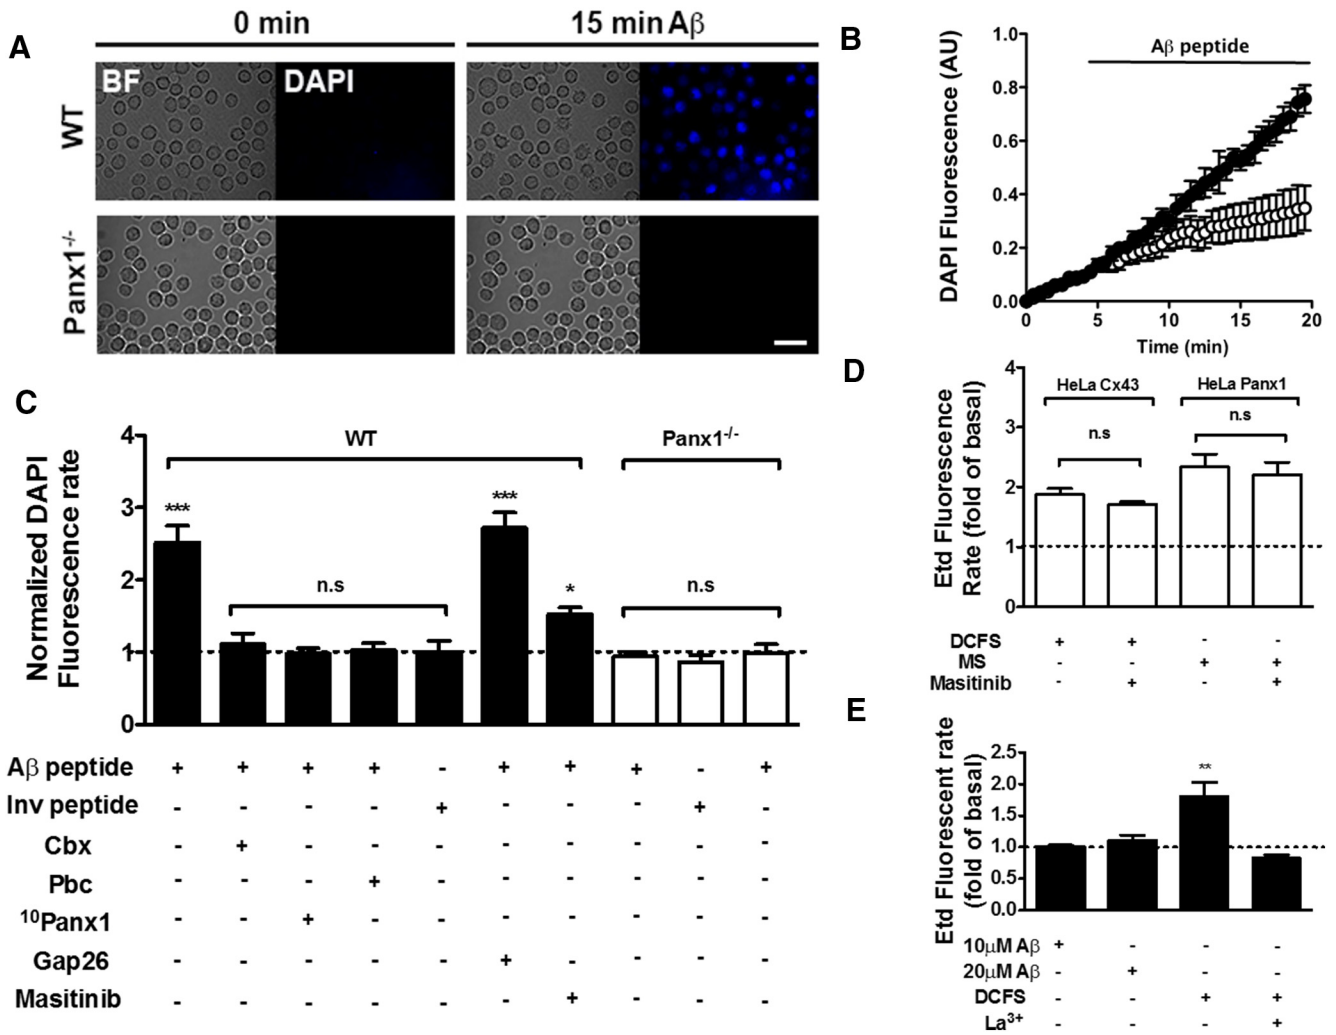 A
0 min
15 min Aβ
WT
BF
DAPI
Panx1-/-
B
DAPI Fluorescence (AU)
Aβ peptide
1.0
0.8
0.6
0.4
0.2
0.0
0 5 10 15 20
Time (min)
C
Normalized DAPI
Fluorescence rate
4
3
2
1
0
WT
Panx1-/-
***
n.s
***
*
n.s
Aβ peptide + + + + - + + + - +
Inv peptide - - - - + - - - + -
Cbx - + - - - - - - - -
Pbc - - - + - - - - - -
10Panx1 - - + - - - - - - -
Gap26 - - - - - + - - - -
Masitinib - - - - - - + - - -
D
Etd Fluorescence
Rate (fold of basal)
4
3
2
1
0
HeLa Cx43
HeLa Panx1
n.s
n.s
DCFS + + - -
MS - - + +
Masitinib - + - +
E
Etd Fluorescent rate
(fold of basal)
2.5
2.0
1.5
1.0
0.5
0.0
**
10μM Aβ + - - -
20μM Aβ - + - -
DCFS - - + +
La3+ - - - +